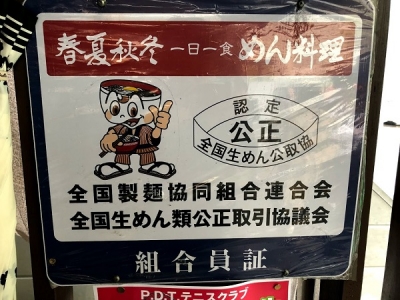 春夏秋冬 一日一食 めん料理
認定
公正
全国生めん公取協
全国製麺協同組合連合会
全国生めん類公正取引協議会
組合員証
P.D.T.テニスクラブ